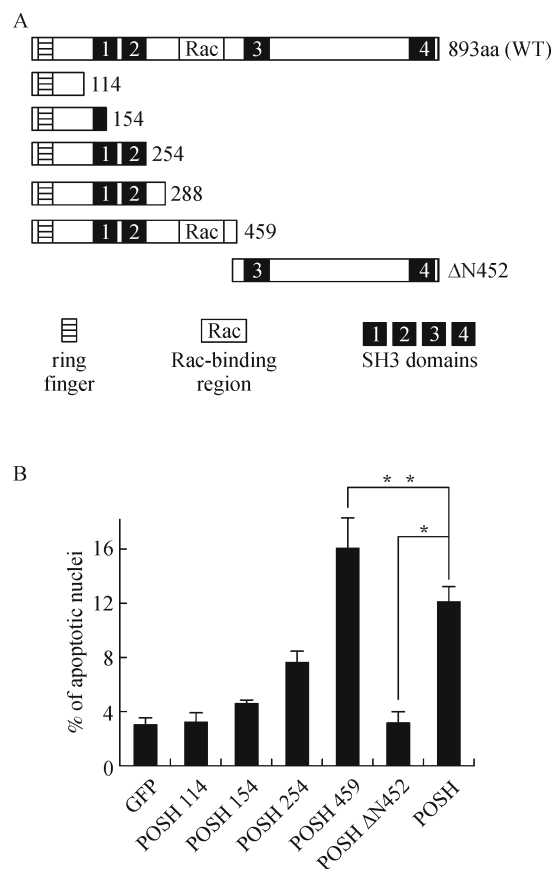 A
1 2 Rac 3 4 893aa (WT)
114
154
1 2 254
1 2 288
1 2 Rac 459
3 4 ΔN452
Rac 1 2 3 4
ring finger
Rac-binding region
SH3 domains
B
* *
*
% of apoptotic nuclei
16
12
8
4
0
GFP
POSH 114
POSH 154
POSH 254
POSH 459
POSH ΔN452
POSH